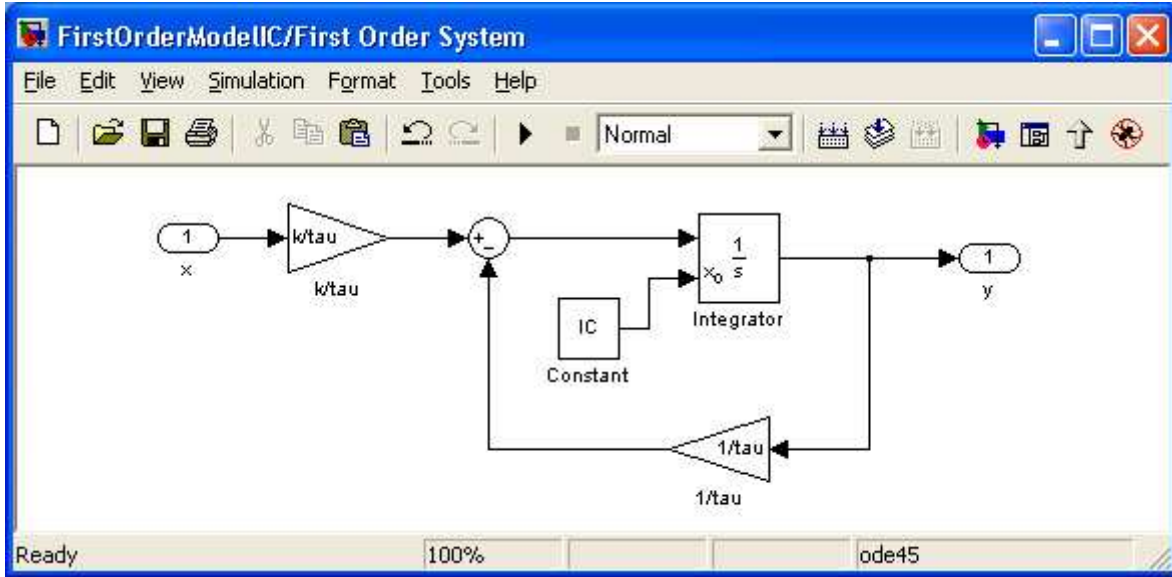 FirstOrderModelIC/First Order System
File Edit View Simulation Format Tools Help
Normal
1
x
k/tau
k/tau
+
-
IC
Constant
xo
1
s
Integrator
1
y
1/tau
1/tau
Ready 100% ode45